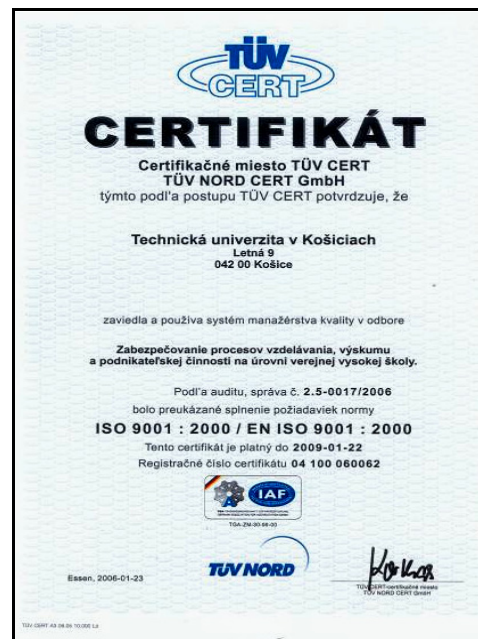 TÜV
CERT
CERTIFIKÁT
Certifikačné miesto TÜV CERT
TÜV NORD CERT GmbH
týmto podľa postupu TÜV CERT potvrdzuje, že
Technická univerzita v Košiciach
Letná 9
042 00 Košice
zaviedla a používa systém manažérstva kvality v odbore
Zabezpečovanie procesov vzdelávania, výskumu
a podnikateľskej činnosti na úrovni verejnej vysokej školy.
Podľa auditu, správa č. 2.5-0017/2006
bolo preukázané splnenie požiadaviek normy
ISO 9001 : 2000 / EN ISO 9001 : 2000
Tento certifikát je platný do 2009-01-22
Registračné číslo certifikátu 04 100 060062
IAF
TGA-ZM-30-96-00
TÜV NORD
Essen, 2006-01-23
TÜV CERT-certifikačné miesto
TÜV NORD CERT GmbH